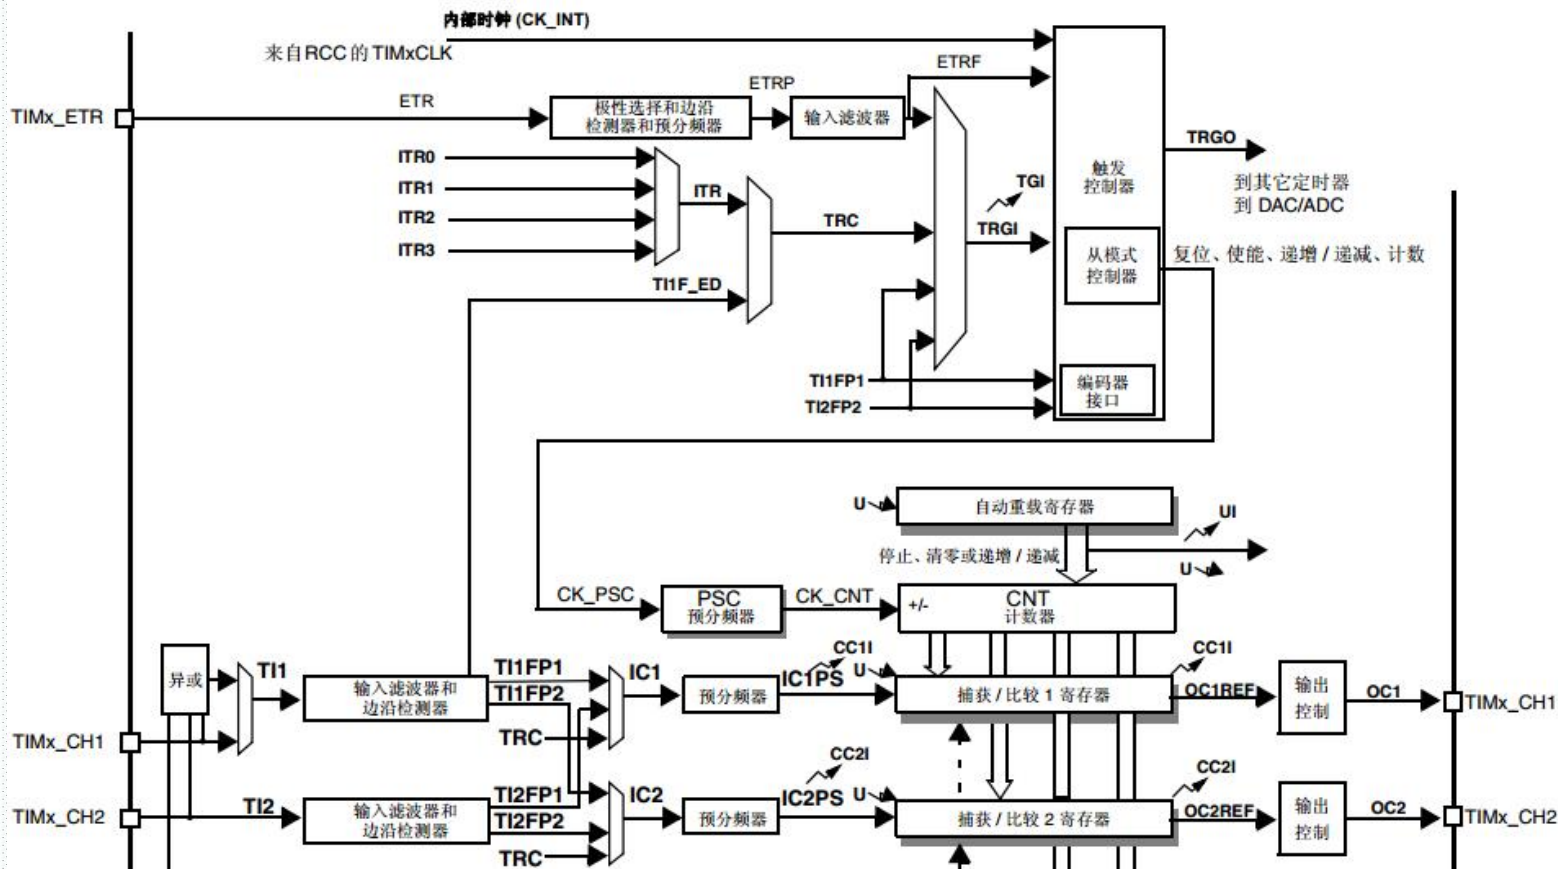 内部时钟 (CK_INT)
来自RCC 的 TIMxCLK
ETRF
ETRP
ETR
TIMx_ETR
极性选择和边沿
检测器和预分频器
输入滤波器
TRGO
ITR0
ITR1
ITR2
ITR3
ITR
触发
控制器
TGI
到其它定时器
到 DAC/ADC
TRC
TRGI
从模式
控制器
复位、使能、递增 / 递减、计数
TI1F_ED
TI1FP1
TI2FP2
编码器
接口
U
自动重载寄存器
UI
停止、清零或递增 / 递减
U
CK_PSC
PSC
预分频器
CK_CNT
+/-
CNT
计数器
异或
TI1
输入滤波器和
边沿检测器
TI1FP1
TI1FP2
TRC
IC1
预分频器
CC1I
IC1PS
U
捕获 / 比较 1 寄存器
CC1I
OC1REF
输出
控制
OC1
TIMx_CH1
TIMx_CH1
TIMx_CH2
TI2
输入滤波器和
边沿检测器
TI2FP1
TI2FP2
TRC
IC2
预分频器
CC2I
IC2PS
U
捕获 / 比较 2 寄存器
CC2I
OC2REF
输出
控制
OC2
TIMx_CH2